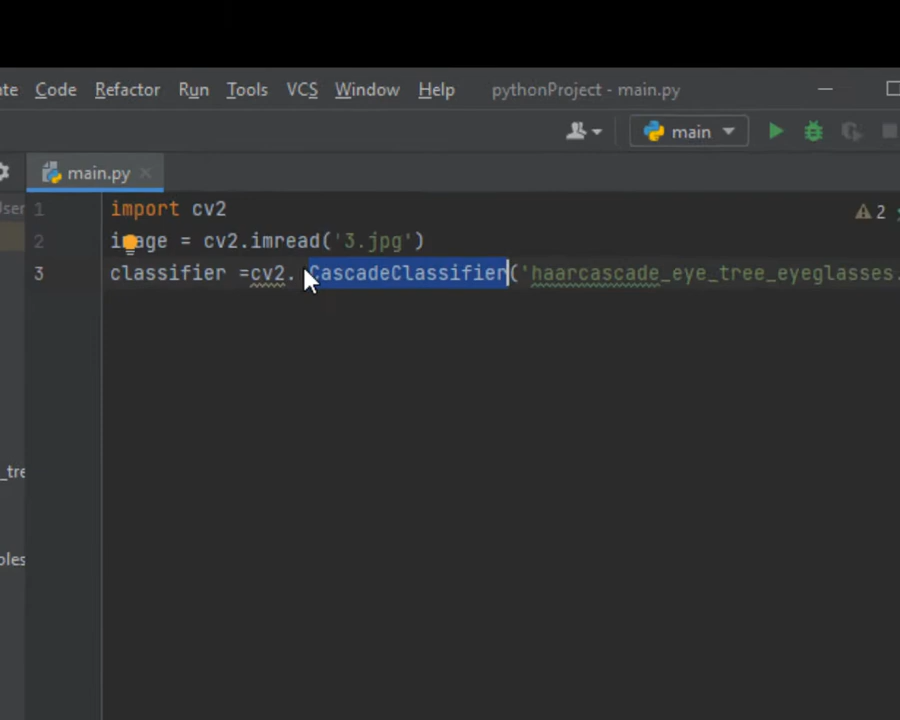 Code Refactor Run Tools VCS Window Help pythonProject - main.py
main
main.py
1 import cv2 2
2 image = cv2.imread('3.jpg')
3 classifier =cv2. CascadeClassifier('haarcascade_eye_tree_eyeglasses.